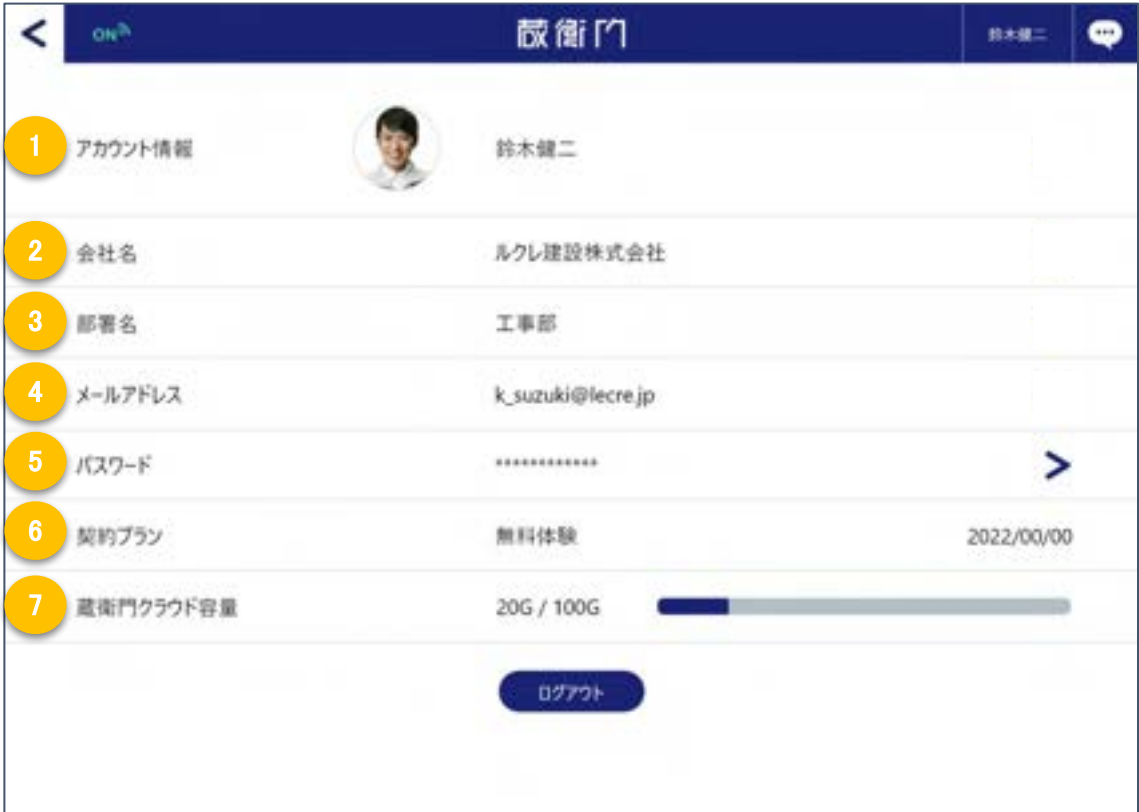 ON
蔵衛門
鈴木健二
1 アカウント情報 鈴木健二
2 会社名 ルクレ建設株式会社
3 部署名 工事部
4 メールアドレス k_suzuki@lecre.jp
5 パスワード ************
6 契約プラン 無料体験 2022/00/00
7 蔵衛門クラウド容量 20G / 100G
ログアウト